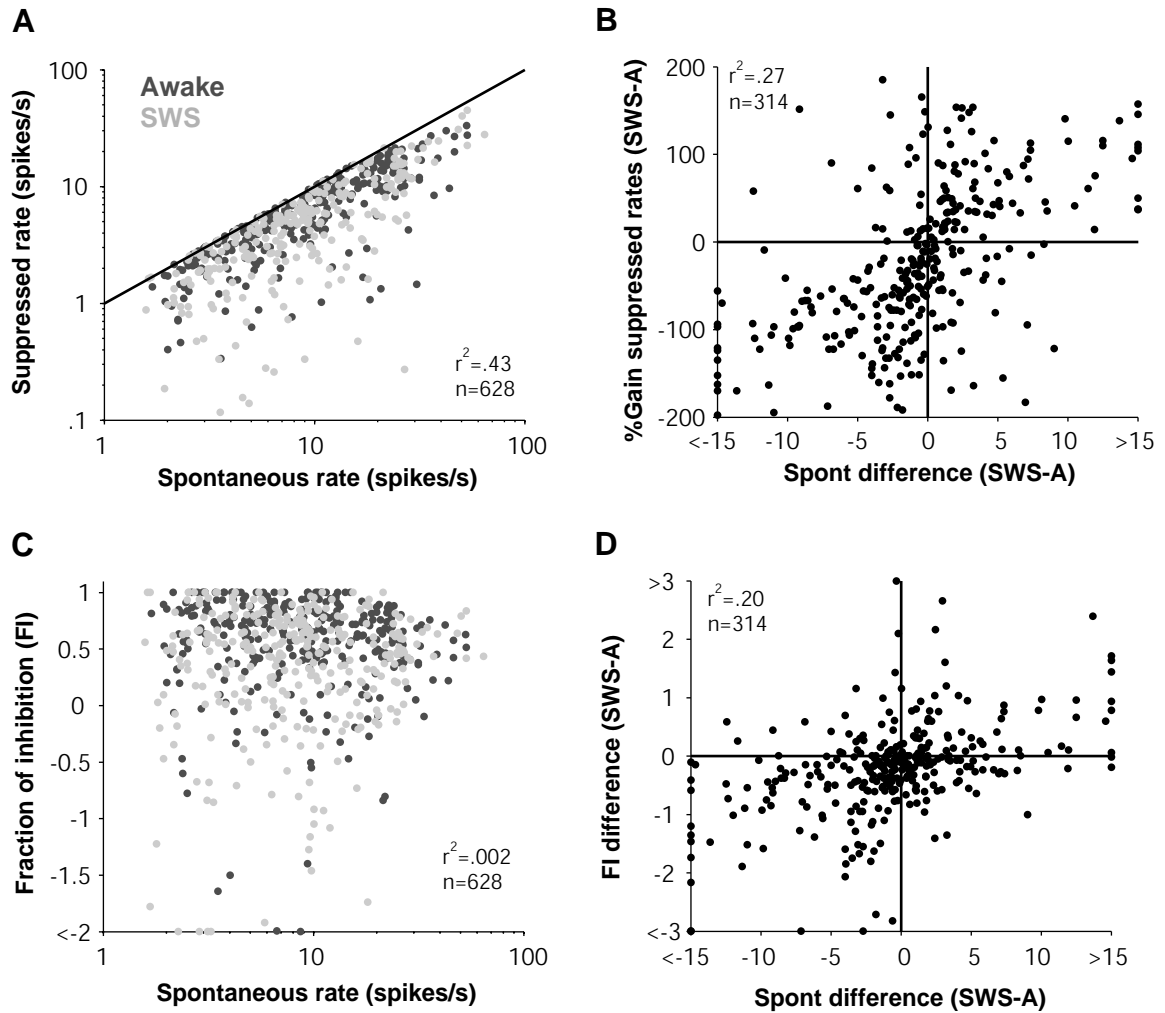 A
Suppressed rate (spikes/s)
100
10
1
.1
Awake
SWS
r²=.43
n=628
1
10
100
Spontaneous rate (spikes/s)
B
%Gain suppressed rates (SWS-A)
200
100
0
-100
-200
r²=.27
n=314
<-15
-10
-5
0
5
10
>15
Spont difference (SWS-A)
C
Fraction of inhibition (FI)
1
0.5
0
-0.5
-1
-1.5
<-2
r²=.002
n=628
1
10
100
Spontaneous rate (spikes/s)
D
FI difference (SWS-A)
>3
2
1
0
-1
-2
<-3
r²=.20
n=314
<-15
-10
-5
0
5
10
>15
Spont difference (SWS-A)